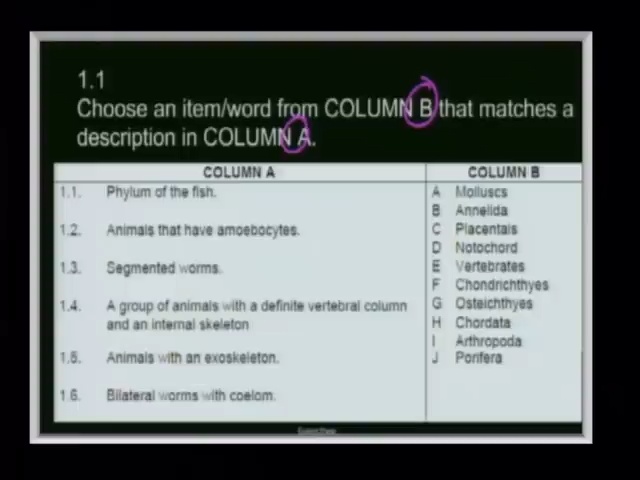 1.1
Choose an item/word from COLUMN B that matches a
description in COLUMN A.
COLUMN A COLUMN B
1.1. Phylum of the fish.
1.2. Animals that have amoebocytes.
1.3. Segmented worms.
1.4. A group of animals with a definite vertebral column
and an internal skeleton
1.5. Animals with an exoskeleton.
1.6. Bilateral worms with coelom.
A Molluscs
B Annelida
C Placentals
D Notochord
E Vertebrates
F Chondrichthyes
G Osteichthyes
H Chordata
I Arthropoda
J Porifera